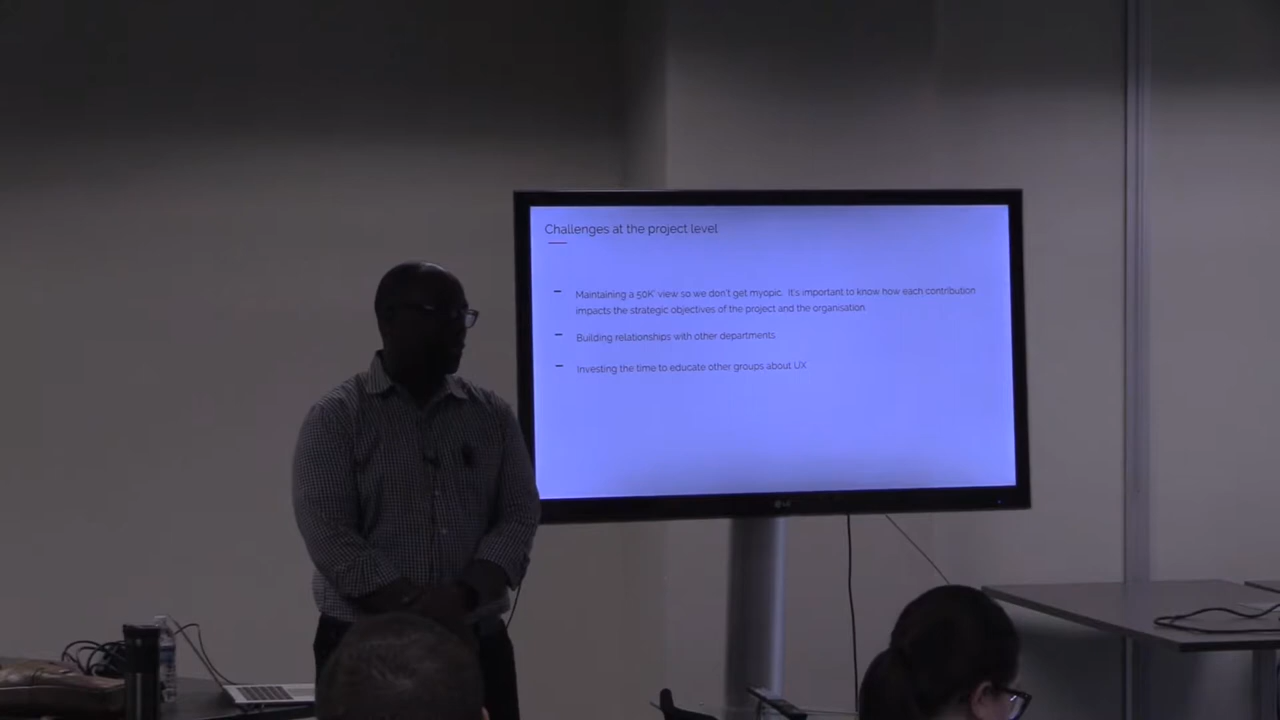 Challenges at the project level
Maintaining a 50K' view so we don't get myopic. It's important to know how each contribution
impacts the strategic objectives of the project and the organisation
Building relationships with other departments
Investing the time to educate other groups about UX
LG